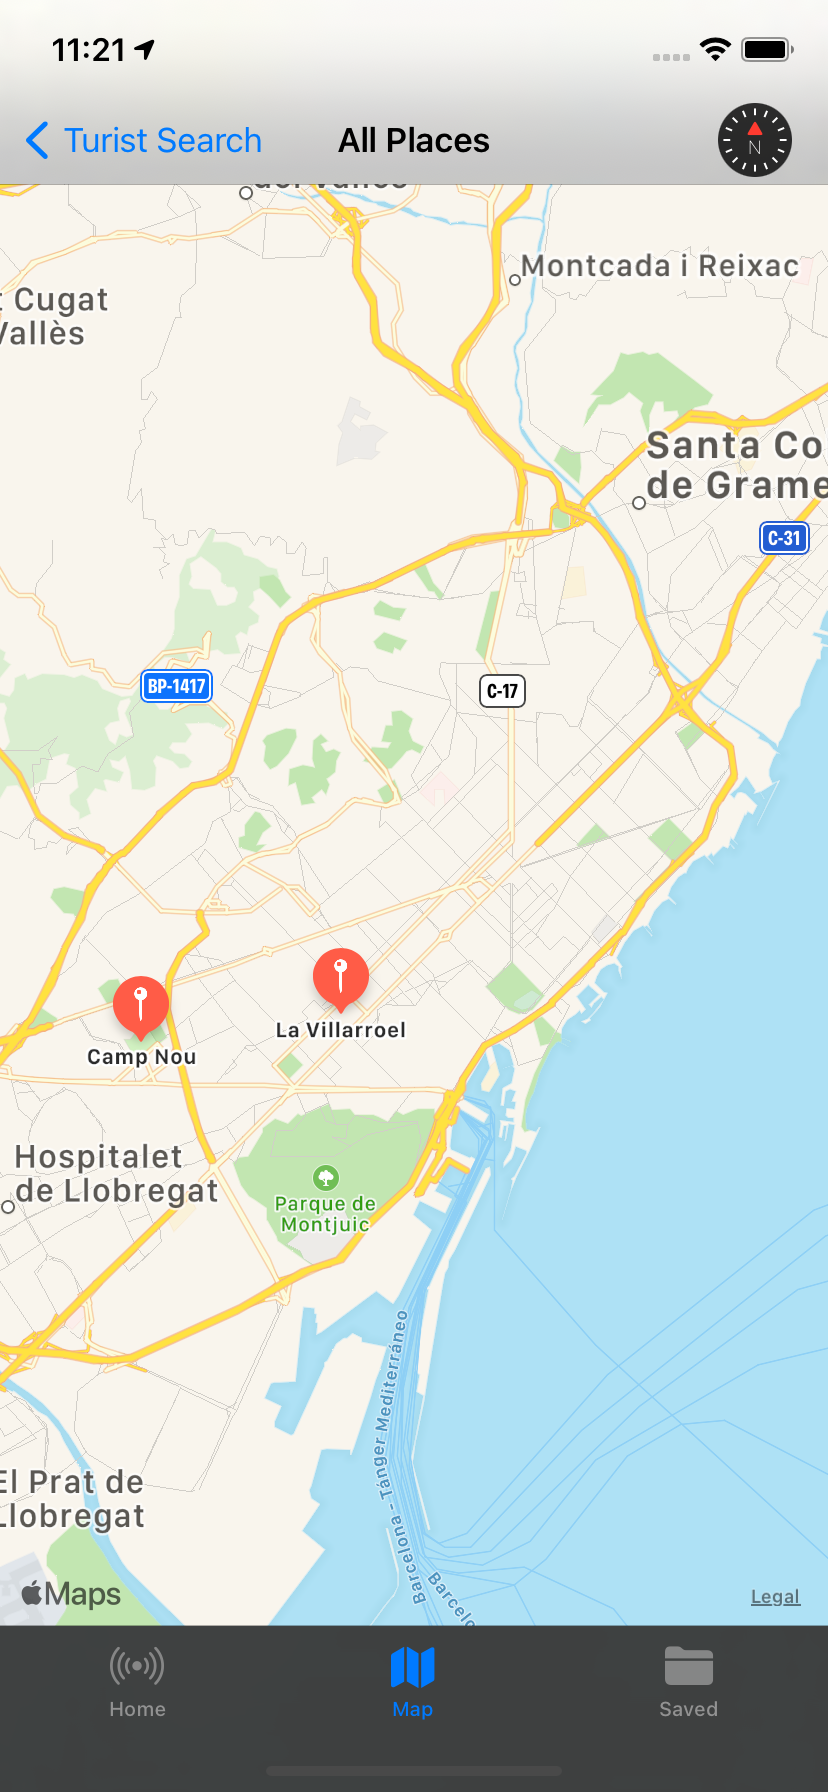 11:21
Turist Search
All Places
N
del Vallès
Montcada i Reixac
t Cugat
Vallès
Santa Co
de Grame
C-31
BP-1417
C-17
La Villarroel
Camp Nou
Hospitalet
de Llobregat
Parque de
Montjuic
Barcelona - Tánger Mediterráneo
Barcelo
El Prat de
Llobregat
Maps
Legal
Home
Map
Saved